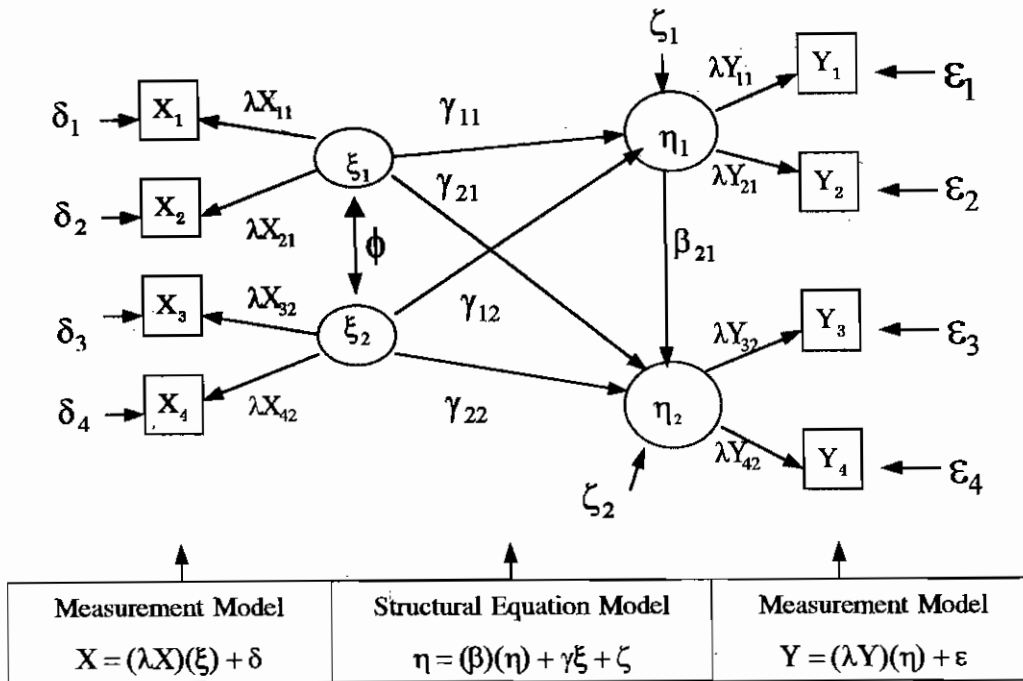 ζ₁
λY₁₁
Y₁
ε₁
δ₁
X₁
λX₁₁
γ₁₁
η₁
ξ₁
λY₂₁
Y₂
ε₂
γ₂₁
δ₂
X₂
λX₂₁
ϕ
β₂₁
δ₃
X₃
λX₃₂
ξ₂
γ₁₂
λY₃₂
Y₃
ε₃
δ₄
X₄
λX₄₂
γ₂₂
η₂
λY₄₂
Y₄
ε₄
ζ₂
Measurement Model
X = (λX)(ξ) + δ
Structural Equation Model
η = (β)(η) + γξ + ζ
Measurement Model
Y = (λY)(η) + ε